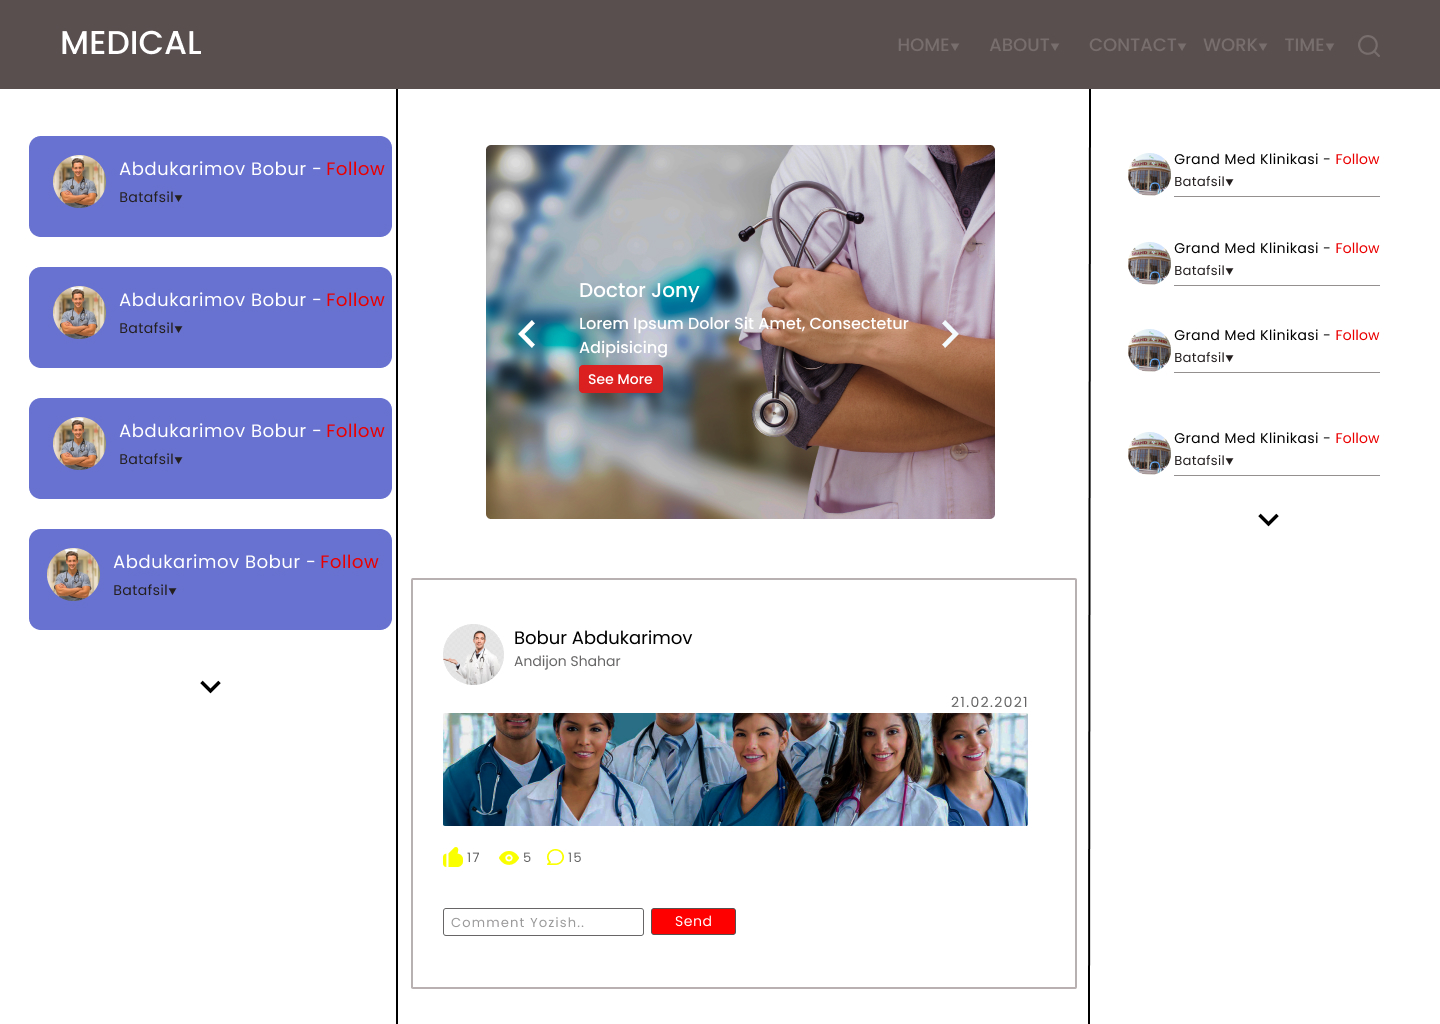 MEDICAL
HOME▾ ABOUT▾ CONTACT▾ WORK▾ TIME▾
Abdukarimov Bobur - Follow
Batafsil▾
Abdukarimov Bobur - Follow
Batafsil▾
Abdukarimov Bobur - Follow
Batafsil▾
Abdukarimov Bobur - Follow
Batafsil▾
Doctor Jony
Lorem Ipsum Dolor Sit Amet, Consectetur
Adipisicing
See More
Bobur Abdukarimov
Andijon Shahar
21.02.2021
17 5 15
Comment Yozish..
Send
Grand Med Klinikasi - Follow
Batafsil▾
Grand Med Klinikasi - Follow
Batafsil▾
Grand Med Klinikasi - Follow
Batafsil▾
Grand Med Klinikasi - Follow
Batafsil▾